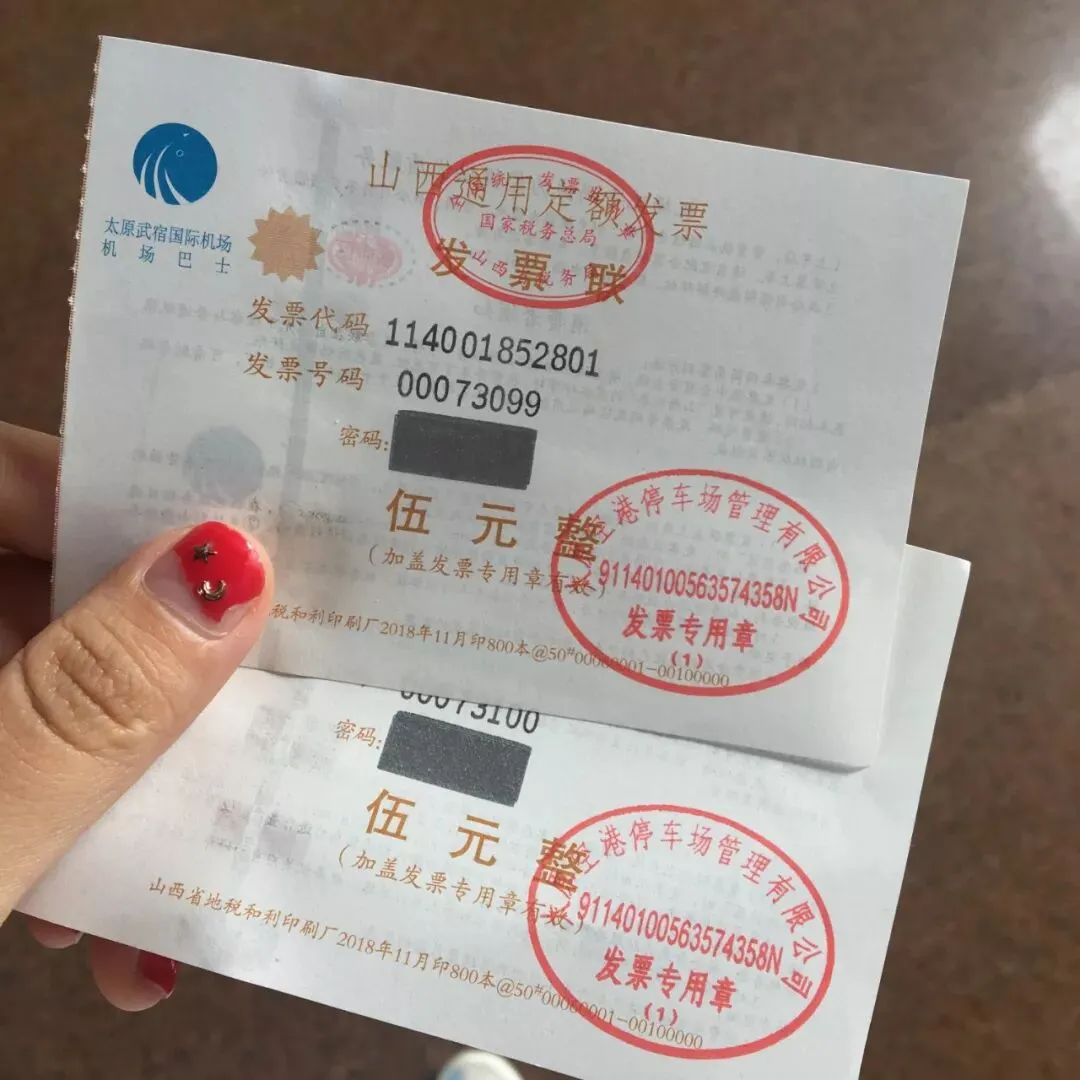 太原武宿国际机场
机场巴士
山西通用定额发票
国家税务总局
山西 税务
发票联
发票代码 114001852801
发票号码 00073099
密码:
伍元整
(加盖发票专用章有效)
港停车场管理有限公司
91140100563574358N
发票专用章
(1)
税和利印刷厂2018年11月印800本@50#00000001-00100000
00073100
密码:
伍元整
(加盖发票专用章有效)
港停车场管理有限公司
91140100563574358N
发票专用章
(1)
山西省地税和利印刷厂2018年11月印800本@50#00000001-00100000